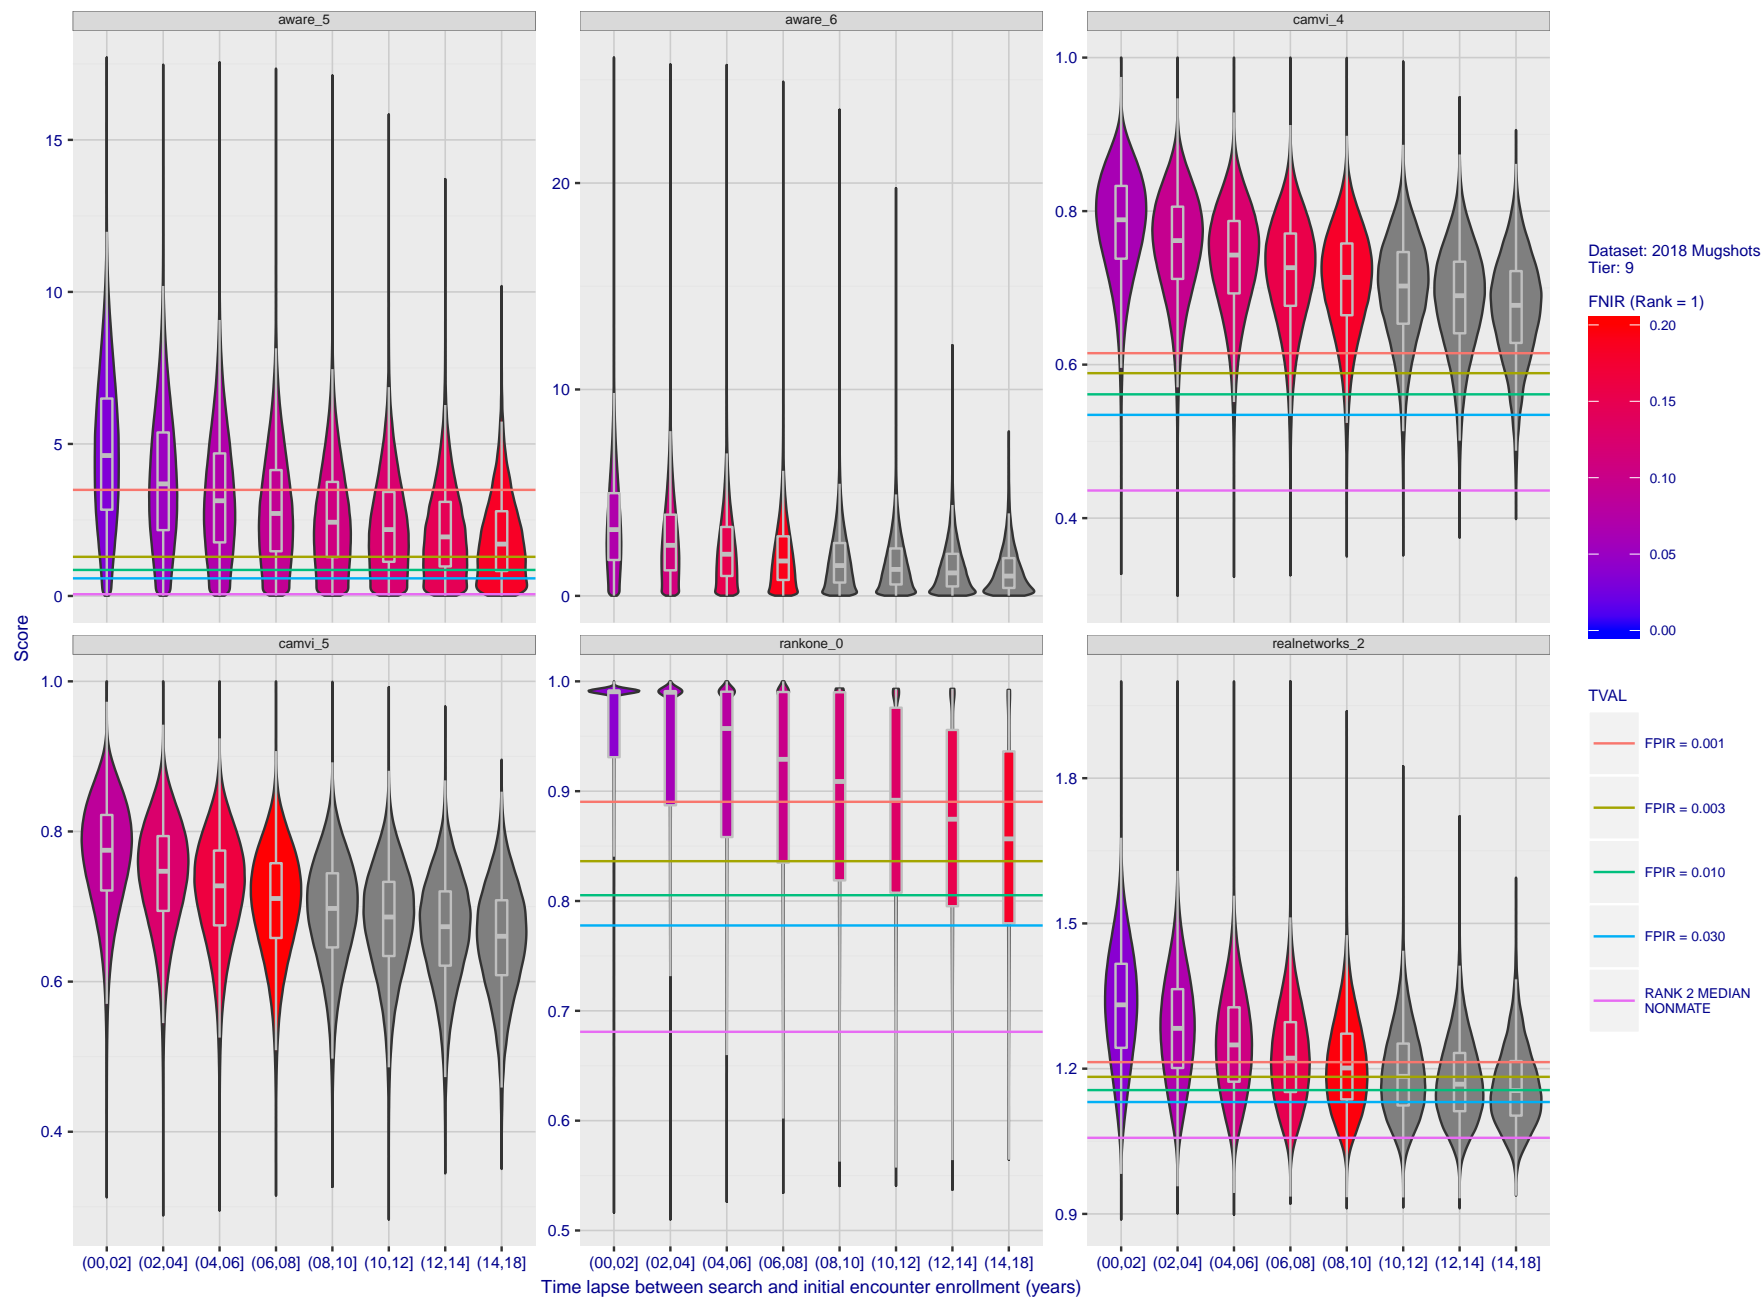 aware_5
aware_6
camvi_4
15
10
5
0
20
10
0
1.0
0.8
0.6
0.4
Score
camvi_5
rankone_0
realnetworks_2
1.0
0.8
0.6
0.4
1.0
0.9
0.8
0.7
0.6
0.5
1.8
1.5
1.2
0.9
(00,02] (02,04] (04,06] (06,08] (08,10] (10,12] (12,14] (14,18]
(00,02] (02,04] (04,06] (06,08] (08,10] (10,12] (12,14] (14,18]
(00,02] (02,04] (04,06] (06,08] (08,10] (10,12] (12,14] (14,18]
Time lapse between search and initial encounter enrollment (years)
Dataset: 2018 Mugshots
Tier: 9
FNIR (Rank = 1)
0.20
0.15
0.10
0.05
0.00
TVAL
FPIR = 0.001
FPIR = 0.003
FPIR = 0.010
FPIR = 0.030
RANK 2 MEDIAN
NONMATE